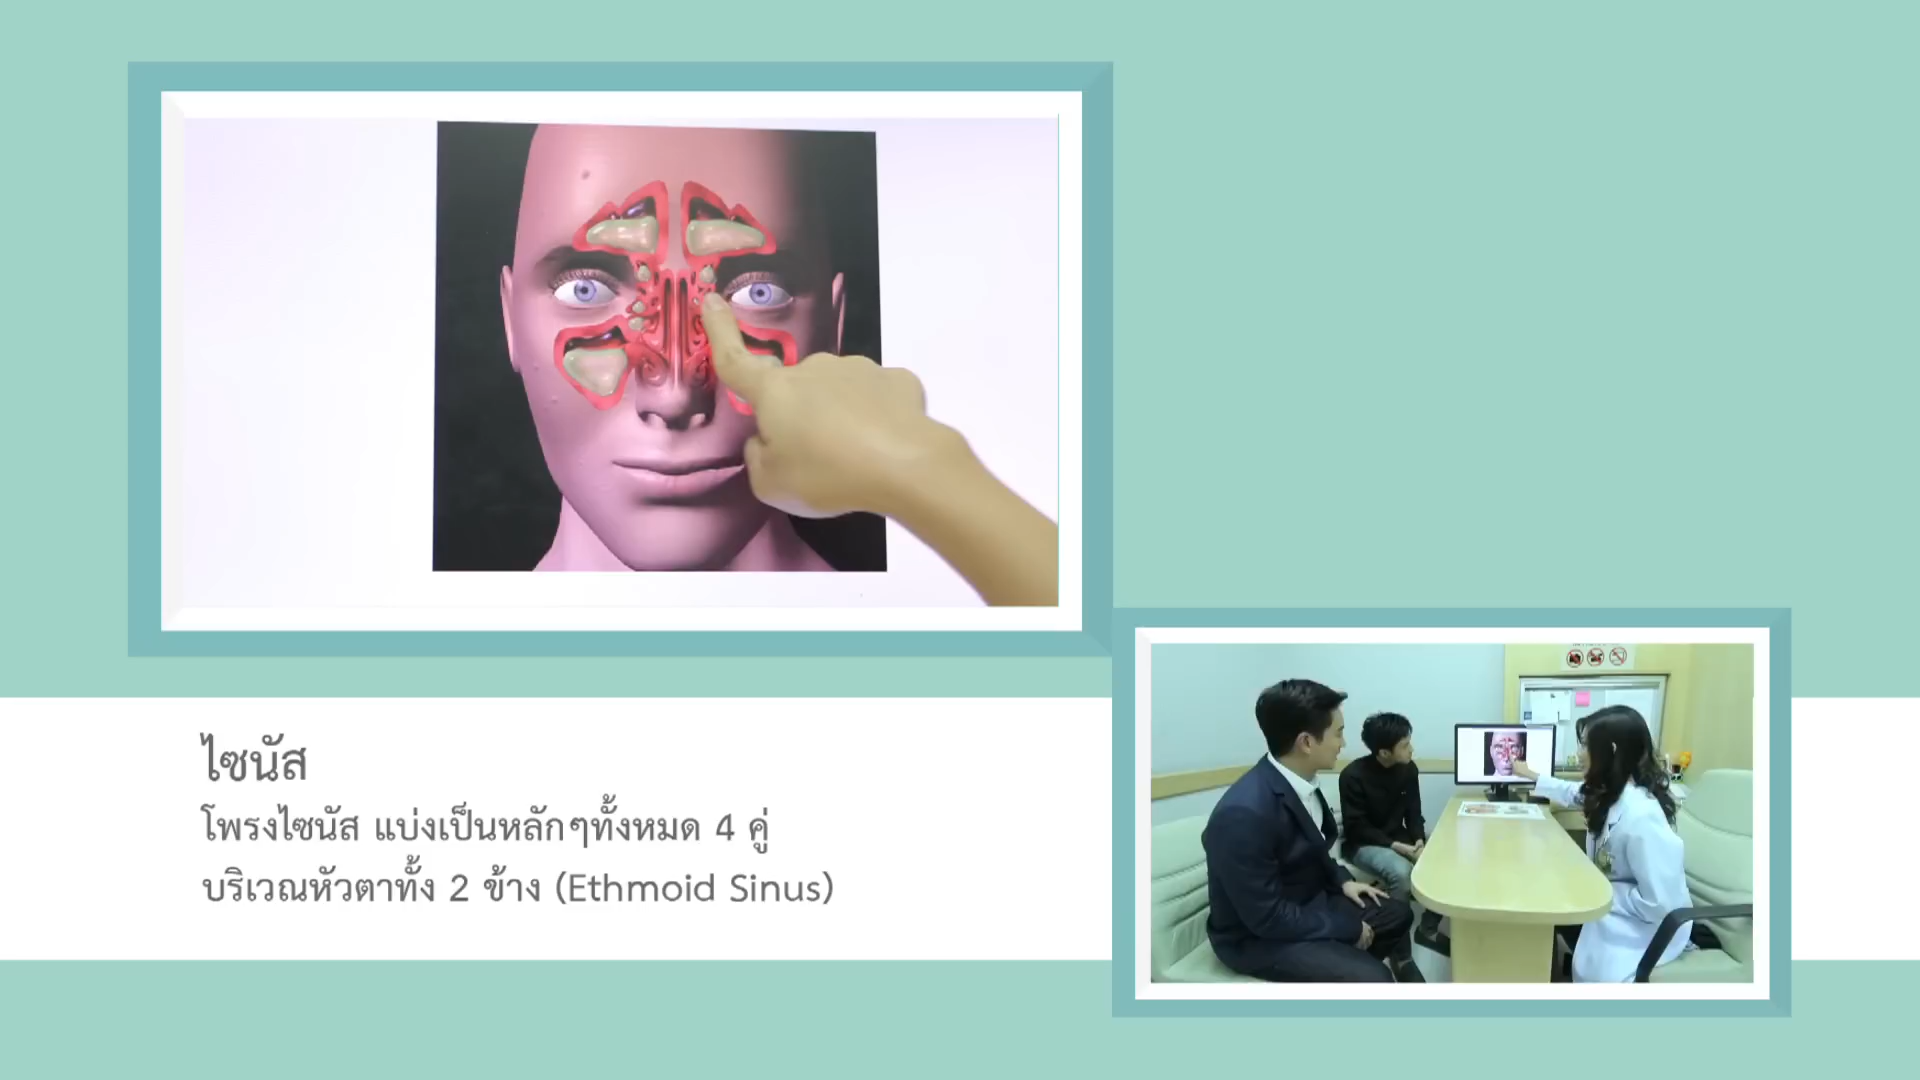 ไซนัส
โพรงไซนัส แบ่งเป็นหลักๆทั้งหมด 4 คู่
บริเวณหัวตาทั้ง 2 ข้าง (Ethmoid Sinus)